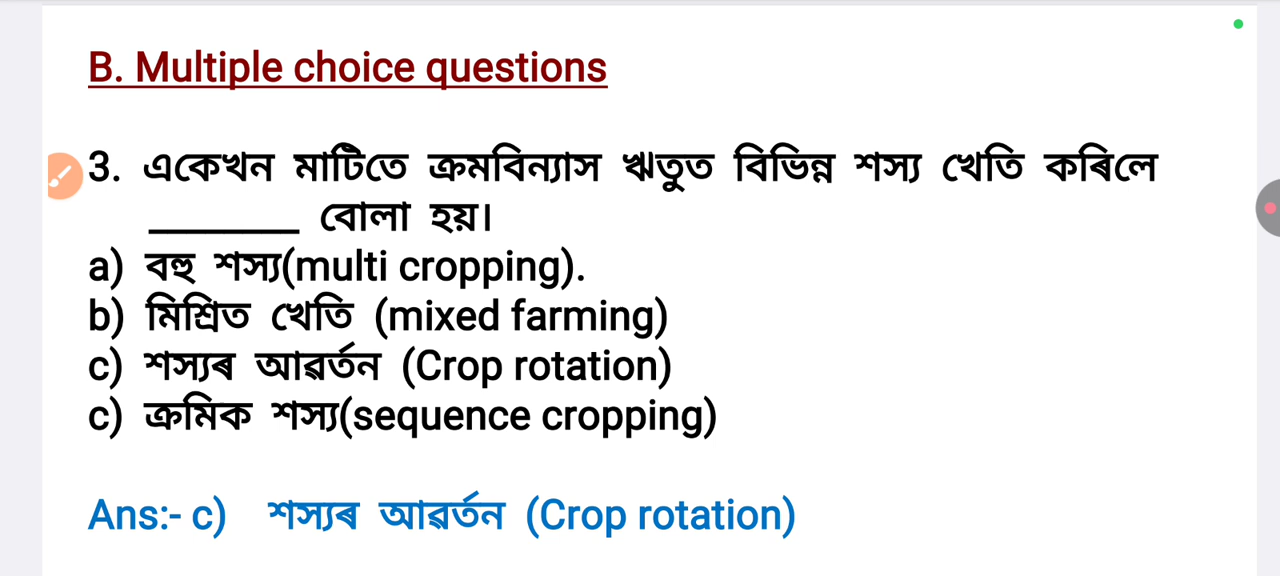 B. Multiple choice questions
3. একেখন মাটিতে ক্ৰমবিন্যাস ঋতুত বিভিন্ন শস্য খেতি কৰিলে
________ বোলা হয়।
a) বহু শস্য(multi cropping).
b) মিশ্ৰিত খেতি (mixed farming)
c) শস্যৰ আৱৰ্তন (Crop rotation)
c) ক্ৰমিক শস্য(sequence cropping)
Ans:- c) শস্যৰ আৱৰ্তন (Crop rotation)